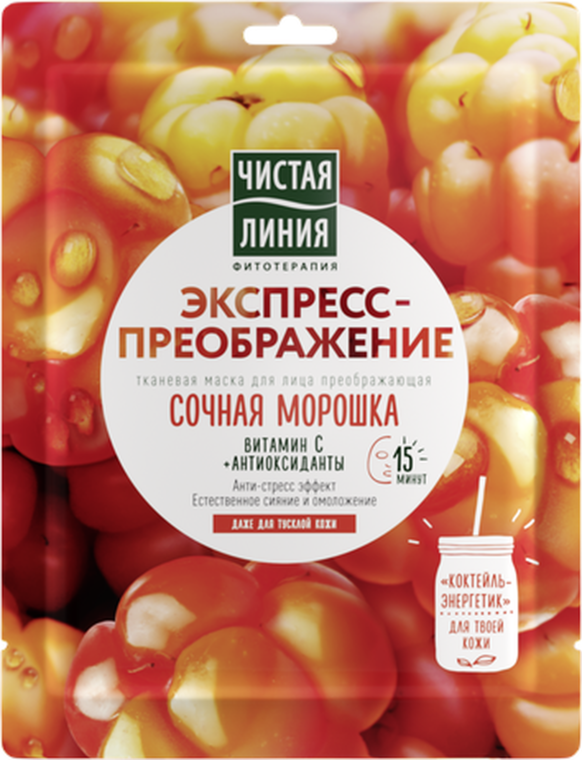 ЧИСТАЯ
ЛИНИЯ
ФИТОТЕРАПИЯ
ЭКСПРЕСС-
ПРЕОБРАЖЕНИЕ
тканевая маска для лица преображающая
СОЧНАЯ МОРОШКА
ВИТАМИН С
+АНТИОКСИДАНТЫ
15
МИНУТ
Анти-стресс эффект
Естественное сияние и омоложение
ДАЖЕ ДЛЯ ТУСКЛОЙ КОЖИ
«КОКТЕЙЛЬ-
ЭНЕРГЕТИК»
ДЛЯ ТВОЕЙ
КОЖИ